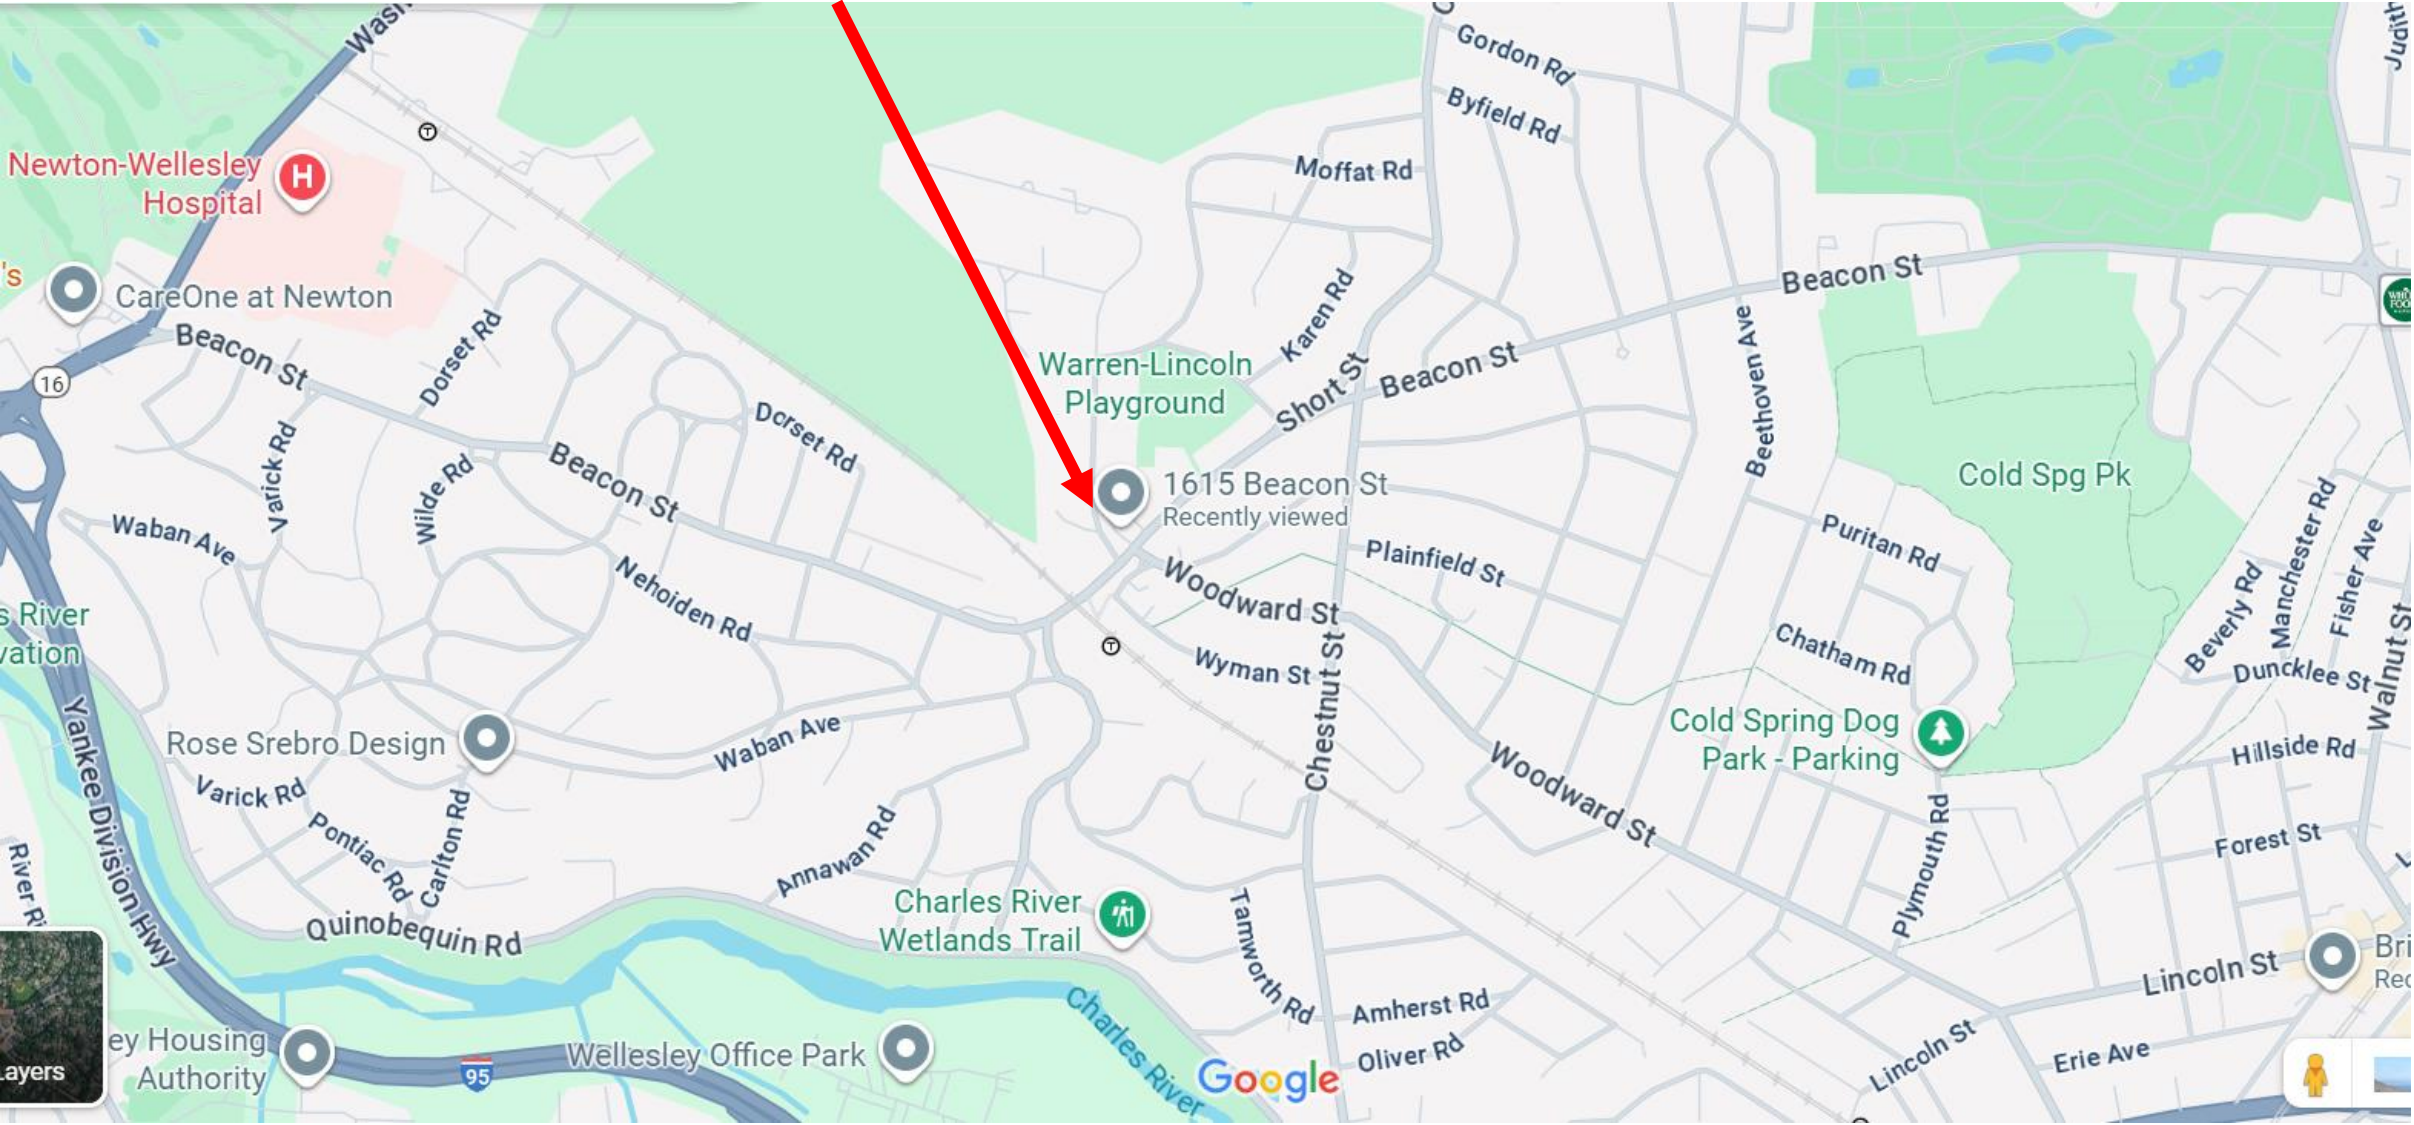 Gordon Rd
Byfield Rd
Moffat Rd
Newton-Wellesley
Hospital
's
CareOne at Newton
16
Beacon St
Dorset Rd
Karen Rd
Short St
Beacon St
Beacon St
Beethoven Ave
Warren-Lincoln
Playground
Varick Rd
Wilde Rd
Beacon St
Dorset Rd
1615 Beacon St
Recently viewed
Cold Spg Pk
Waban Ave
Nehoiden Rd
Woodward St
Plainfield St
Puritan Rd
Beverly Rd
Manchester Rd
Fisher Ave
Walnut St
s River
vation
Wyman St
Chestnut St
Chatham Rd
Duncklee St
Hillside Rd
Rose Srebro Design
Waban Ave
Cold Spring Dog
Park - Parking
Yankee Division Hwy
Varick Rd
Pontiac Rd
Carlton Rd
Annawan Rd
Woodward St
Plymouth Rd
Forest St
Quinobequin Rd
Charles River
Wetlands Trail
Tamworth Rd
Lincoln St
Amherst Rd
Oliver Rd
Lincoln St
Erie Ave
ey Housing
Authority
95
Wellesley Office Park
Charles River
Google